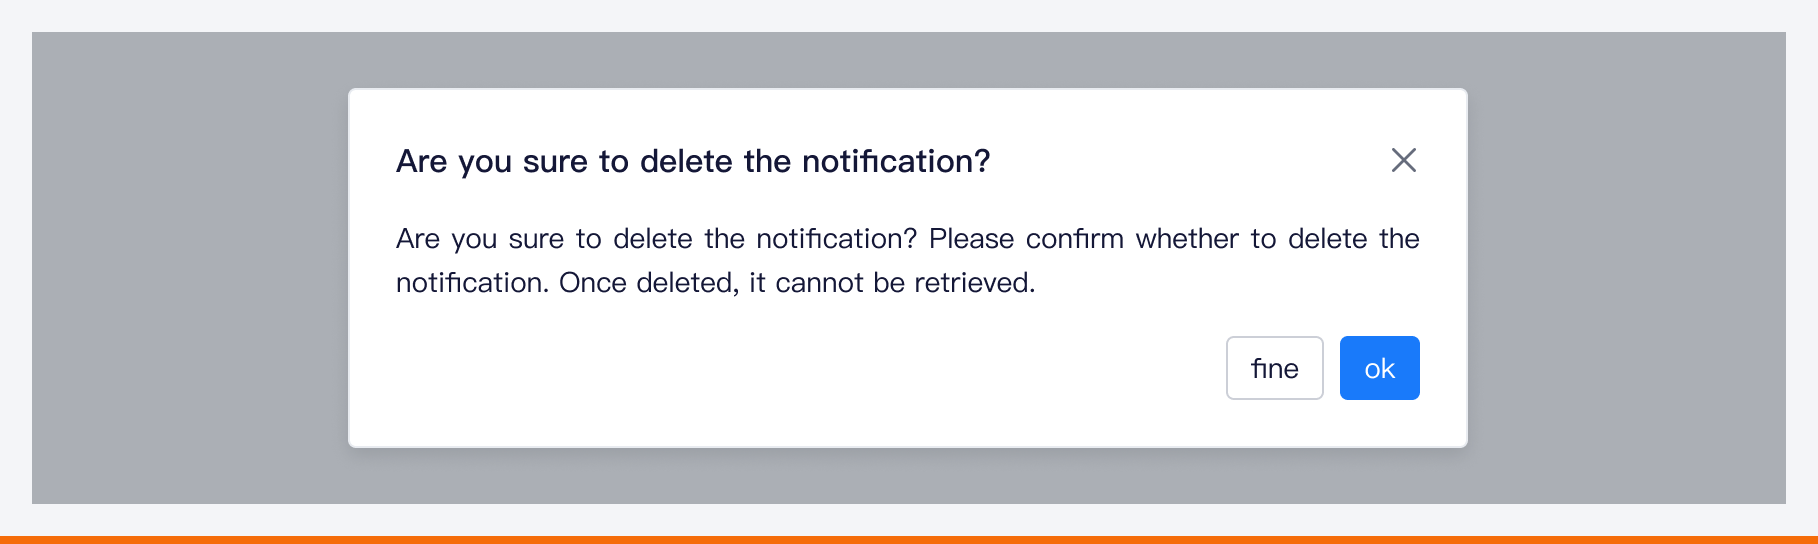 Are you sure to delete the notification?
Are you sure to delete the notification? Please confirm whether to delete the
notification. Once deleted, it cannot be retrieved.
fine
ok